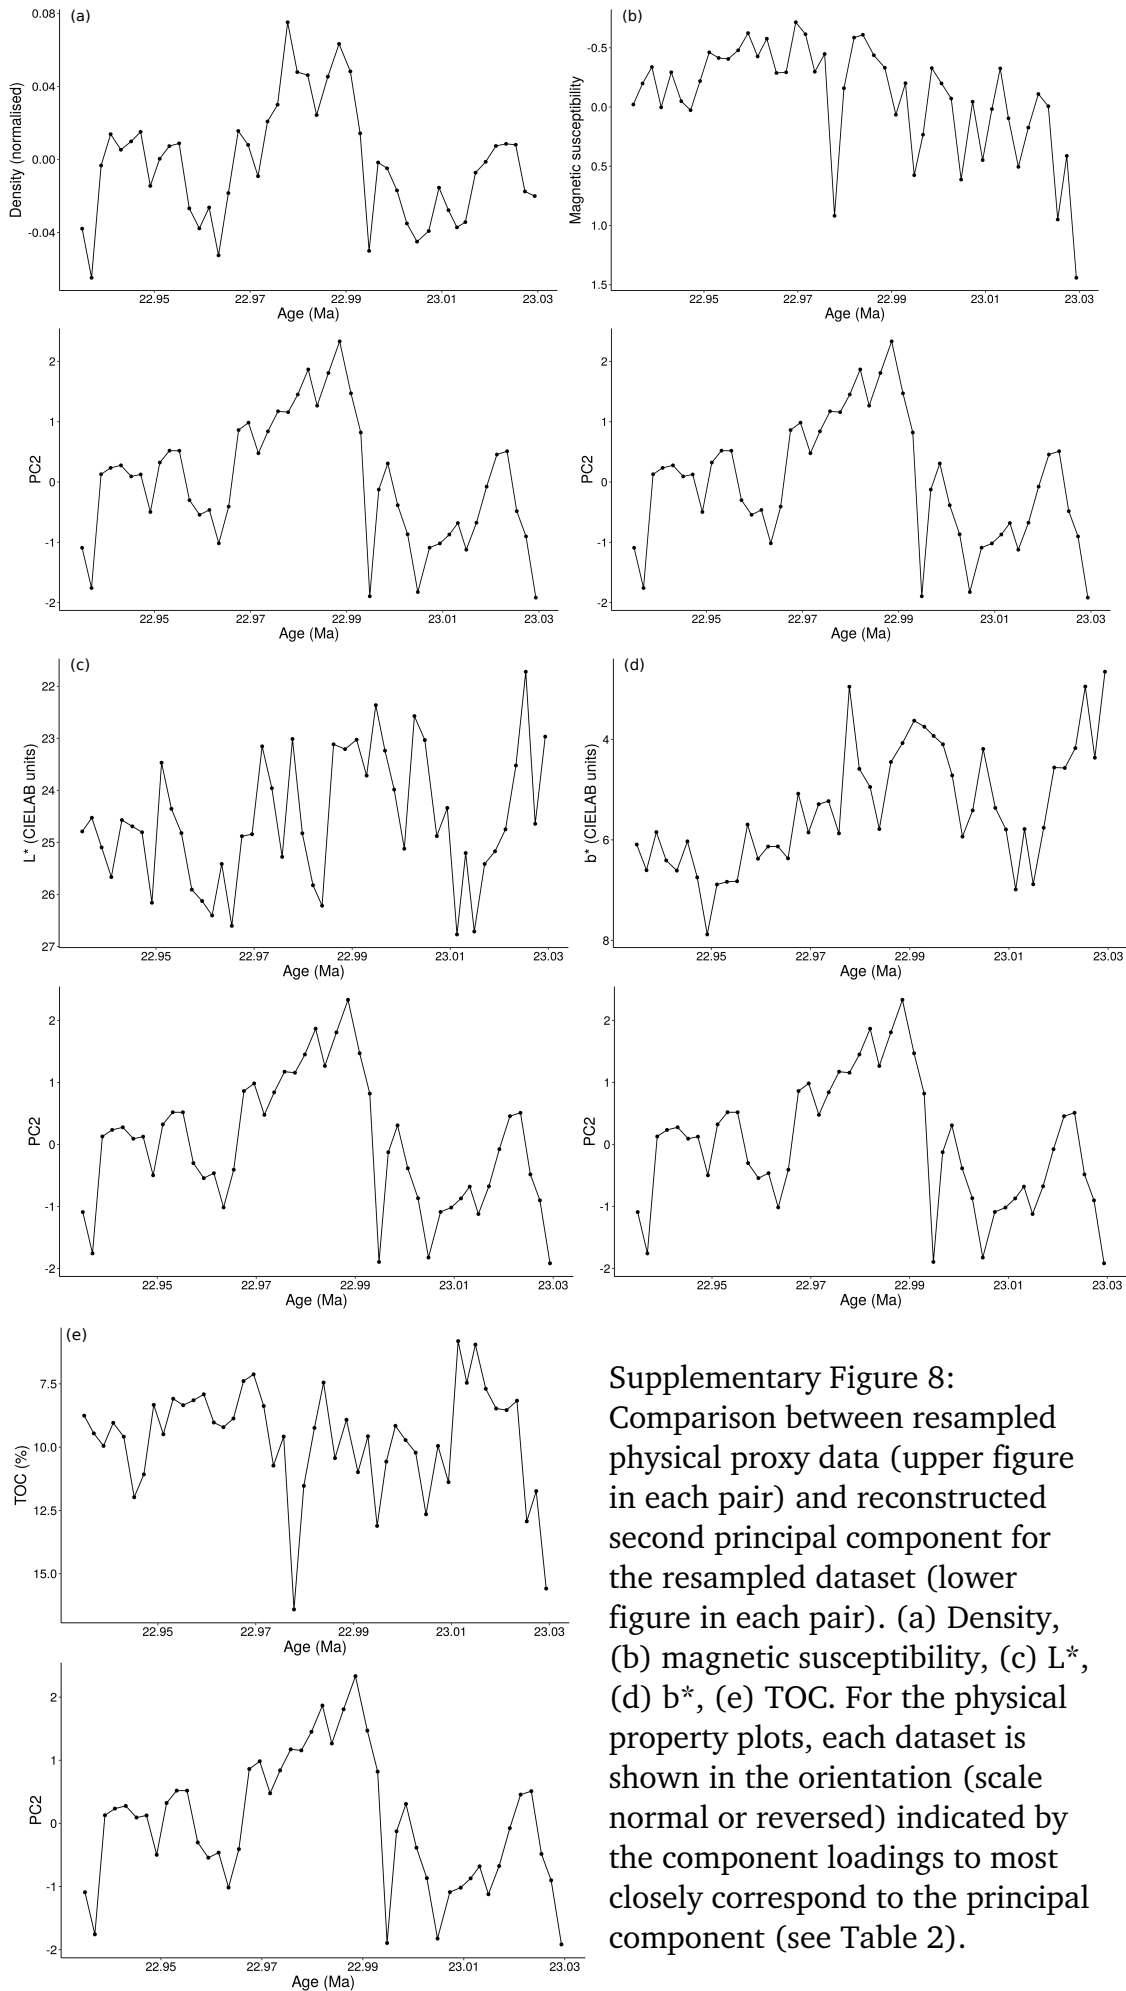 (a)
0.08
0.04
0.00
-0.04
Density (normalised)
22.95 22.97 22.99 23.01 23.03
Age (Ma)
(b)
-0.5
0.0
0.5
1.0
1.5
Magnetic susceptibility
22.95 22.97 22.99 23.01 23.03
Age (Ma)
2
1
0
-1
-2
PC2
22.95 22.97 22.99 23.01 23.03
Age (Ma)
2
1
0
-1
-2
PC2
22.95 22.97 22.99 23.01 23.03
Age (Ma)
(c)
22
23
24
25
26
27
L* (CIELAB units)
22.95 22.97 22.99 23.01 23.03
Age (Ma)
(d)
4
6
8
b* (CIELAB units)
22.95 22.97 22.99 23.01 23.03
Age (Ma)
2
1
0
-1
-2
PC2
22.95 22.97 22.99 23.01 23.03
Age (Ma)
2
1
0
-1
-2
PC2
22.95 22.97 22.99 23.01 23.03
Age (Ma)
(e)
7.5
10.0
12.5
15.0
TOC (%)
22.95 22.97 22.99 23.01 23.03
Age (Ma)
2
1
0
-1
-2
PC2
22.95 22.97 22.99 23.01 23.03
Age (Ma)
Supplementary Figure 8:
Comparison between resampled
physical proxy data (upper figure
in each pair) and reconstructed
second principal component for
the resampled dataset (lower
figure in each pair). (a) Density,
(b) magnetic susceptibility, (c) L*,
(d) b*, (e) TOC. For the physical
property plots, each dataset is
shown in the orientation (scale
normal or reversed) indicated by
the component loadings to most
closely correspond to the principal
component (see Table 2).